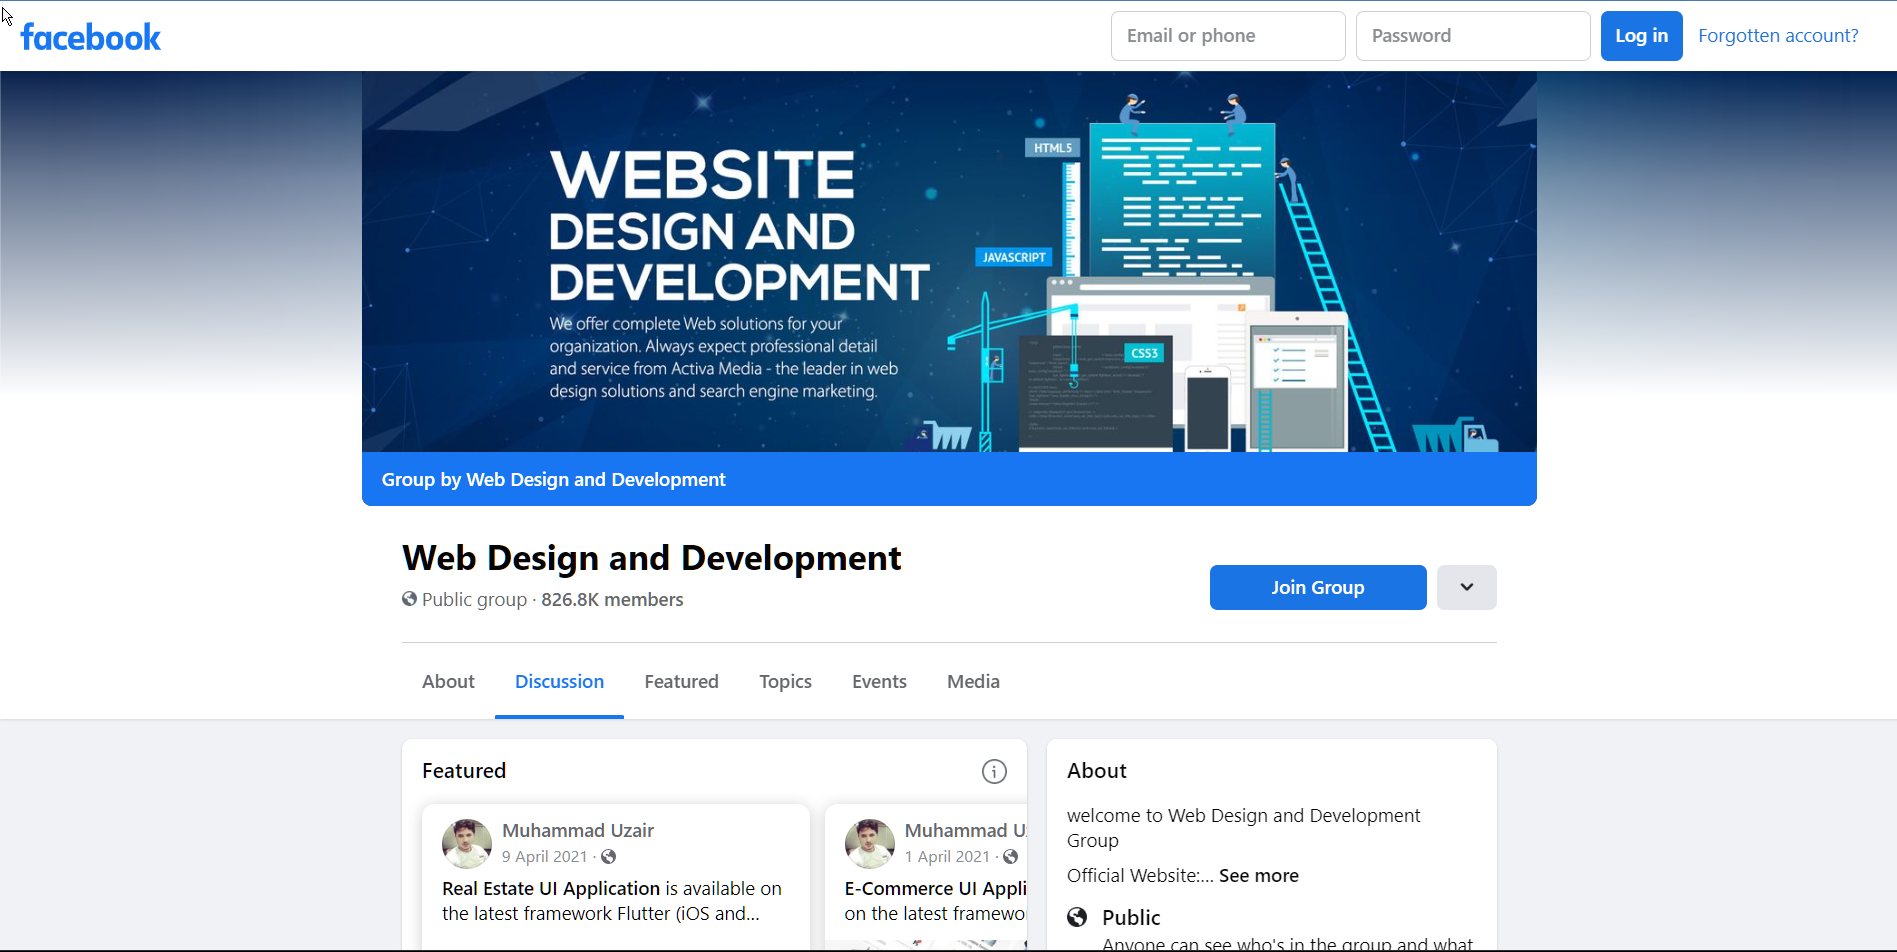 facebook
Email or phone
Password
Log in
Forgotten account?
WEBSITE
DESIGN AND
DEVELOPMENT
We offer complete Web solutions for your
organization. Always expect professional detail
and service from Activa Media - the leader in web
design solutions and search engine marketing.
HTML5
JAVASCRIPT
CSS3
Group by Web Design and Development
Web Design and Development
Public group · 826.8K members
Join Group
About
Discussion
Featured
Topics
Events
Media
Featured
Muhammad Uzair
9 April 2021 ·
Real Estate UI Application is available on
the latest framework Flutter (iOS and...
Muhammad
1 April 2021 ·
E-Commerce UI Appli
on the latest framewo
About
welcome to Web Design and Development
Group
Official Website:... See more
Public
Anyone can see who's in the group and what